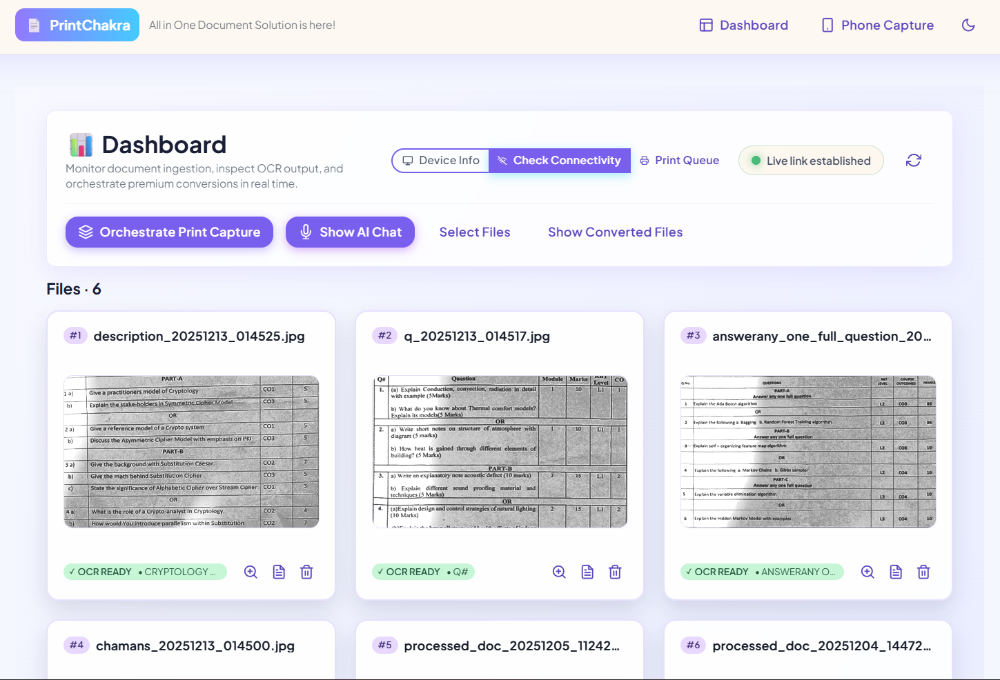 PrintChakra
All in One Document Solution is here!
Dashboard
Phone Capture
Dashboard
Monitor document ingestion, inspect OCR output, and
orchestrate premium conversions in real time.
Device Info
Check Connectivity
Print Queue
Live link established
Orchestrate Print Capture
Show AI Chat
Select Files
Show Converted Files
Files · 6
#1 description_20251213_014525.jpg
PART-A
1 a) Give a practitioners model of Cryptology CO1 5
b) Explain the stake-holders in Symmetric Cipher Model CO3 5
OR
2 a) Give a reference model of a Crypto system CO1 5
b) Discuss the Asymmetric Cipher Model with emphasis on PKI CO3 5
PART-B
3 a) Give the background with Substitution Caesar. CO2 7
b) Give the math behind Substitution Cipher CO3 5
c) State the significance of Alphabetic Cipher over Stream Cipher CO1 3
OR
4 a) What is the role of a Crypto-analyst in Cryptology. CO2 4
b) How would You introduce parallelism within Substitution CO2 7
✓ OCR READY • CRYPTOLOGY ...
#2 q_20251213_014517.jpg
Q# Question Module Marks RBT Level CO
1. (a) Explain Conduction, convection, radiation in detail 1 10 L1 1
with example (5Marks)
b) What do you know about Thermal comfort models?
Explain its models(5 Marks)
OR
2. a) Write short notes on structure of atmosphere with 1 10 L1 1
diagram (5 marks)
b) How heat is gained through different elements of
building? (5 Marks)
PART-B
3. a) Write an explanatory note acoustic defect (10 marks) 2 15 L1 2
b) Explain different sound proofing material and
techniques (5 Marks)
OR
4. (a)Explain design and control strategies of natural lighting 2 15 L1 2
(10 Marks)
✓ OCR READY • Q#
#3 answerany_one_full_question_20...
Q.No. QUESTIONS RBT LEVEL COURSE OUTCOMES MARKS
PART-A
Answer any one full question
1 Explain the Ada Boost algorithm L2 CO3 05
OR
2 Explain the following a. Bagging b. Random Forest Training algorithm L2 CO3 05
PART-B
Answer any one full question
3 Explain self – organizing feature map algorithm L2 CO3 10
OR
4 Explain the following a. Markov Chains b. Gibbs sampler L2 CO4 10
PART-C
Answer any one full question
5 Explain the variable elimination algorithm L3 CO4 10
OR
6 Explain the Hidden Markov Model with examples L3 CO4 10
✓ OCR READY • ANSWERANY O...
#4 chamans_20251213_014500.jpg
#5 processed_doc_20251205_11242...
#6 processed_doc_20251204_14472...